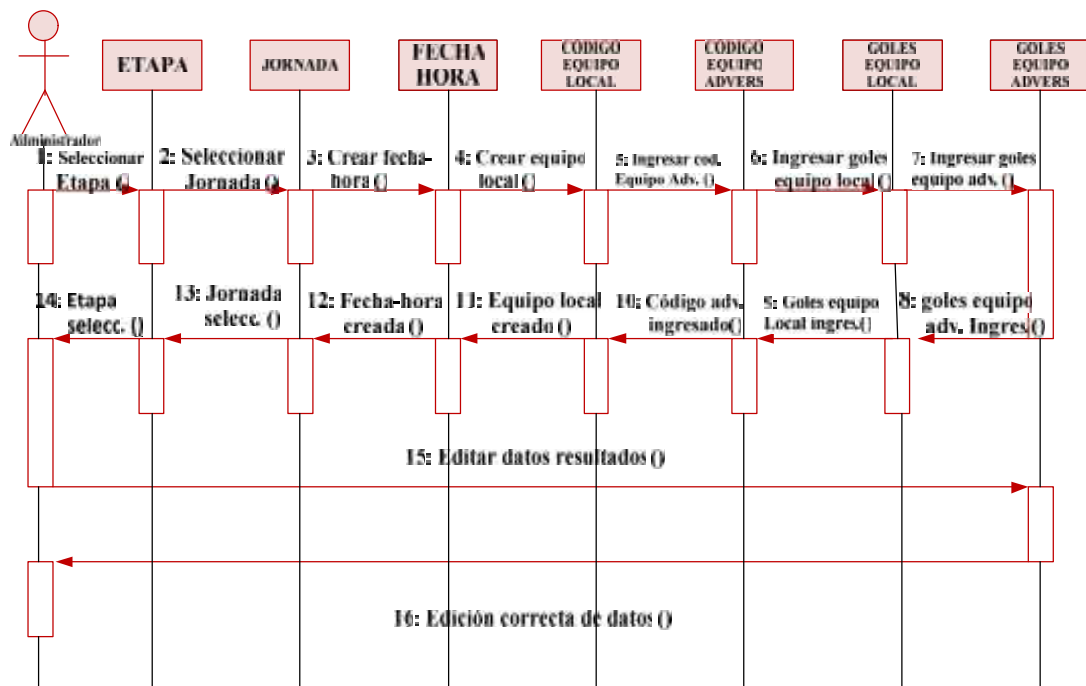 ETAPA
JORNADA
FECHA
HORA
CÓDIGO
EQUIPO
LOCAL
CÓDIGO
EQUIPO
ADVERS
GOLES
EQUIPO
LOCAL
GOLES
EQUIPO
ADVERS
Administrador
1: Seleccionar
Etapa ()
2: Seleccionar
Jornada ()
3: Crear fecha-
hora ()
4: Crear equipo
local ()
5: Ingresar cod.
Equipo Adv. ()
6: Ingresar goles
equipo local ()
7: Ingresar goles
equipo adv. ()
14: Etapa
selecc. ()
13: Jornada
selecc. ()
12: Fecha-hora
creada ()
11: Equipo local
creado ()
10: Código adv.
ingresado()
9: Goles equipo
Local ingres.()
8: goles equipo
adv. Ingres()
15: Editar datos resultados ()
16: Edición correcta de datos ()